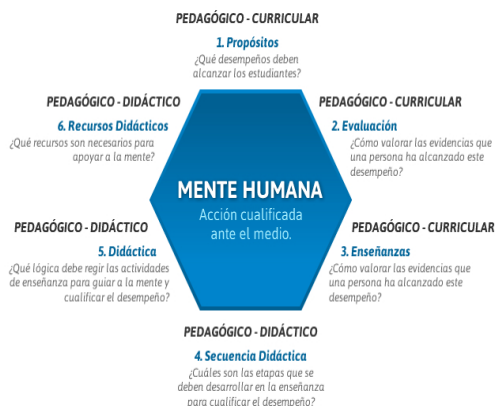 PEDAGÓGICO - CURRICULAR
1. Propósitos
¿Qué desempeños deben
alcanzar los estudiantes?
PEDAGÓGICO - DIDÁCTICO
6. Recursos Didácticos
¿Qué recursos son necesarios para
apoyar a la mente?
PEDAGÓGICO - CURRICULAR
2. Evaluación
¿Cómo valorar las evidencias que
una persona ha alcanzado este
desempeño?
MENTE HUMANA
Acción cualificada
ante el medio.
PEDAGÓGICO - DIDÁCTICO
5. Didáctica
¿Qué lógica debe regir las actividades
de enseñanza para guiar a la mente y
cualificar el desempeño?
PEDAGÓGICO - CURRICULAR
3. Enseñanzas
¿Cómo valorar las evidencias que
una persona ha alcanzado este
desempeño?
PEDAGÓGICO - DIDÁCTICO
4. Secuencia Didáctica
¿Cuáles son las etapas que se
deben desarrollar en la enseñanza
para cualificar el desempeño?